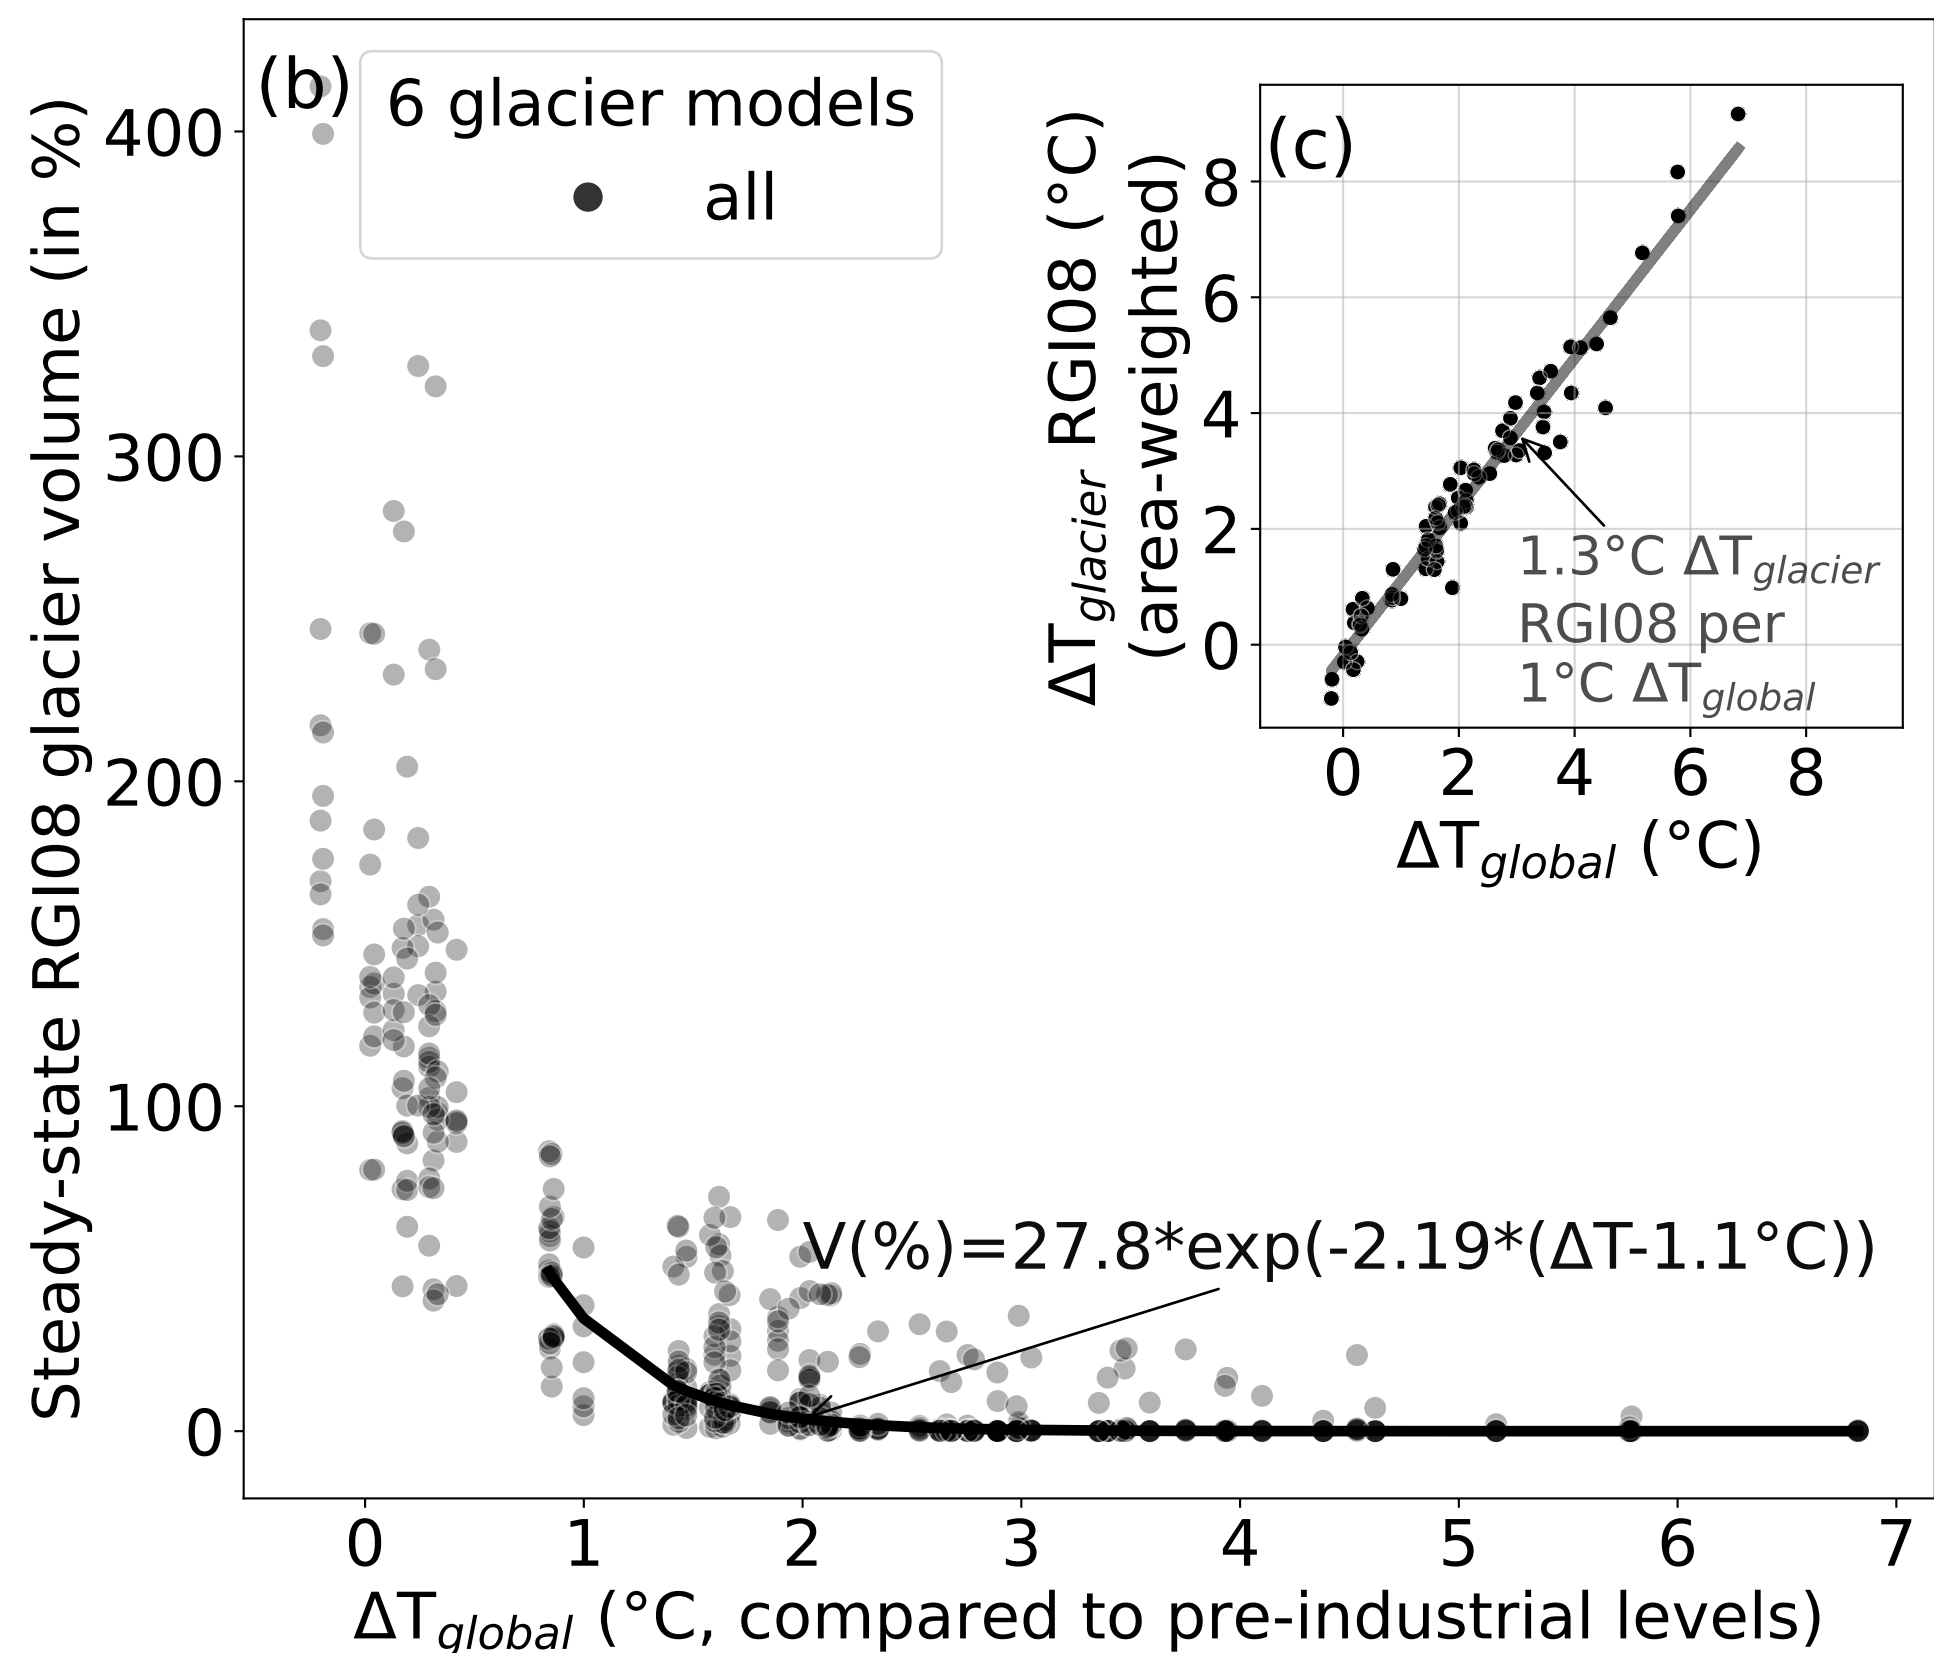 (b)
6 glacier models
all
Steady-state RGI08 glacier volume (in %)
400
300
200
100
0
V(%)=27.8*exp(-2.19*(ΔT-1.1°C))
0 1 2 3 4 5 6 7
ΔTglobal (°C, compared to pre-industrial levels)
(c)
ΔTglacier RGI08 (°C)
(area-weighted)
8
6
4
2
0
1.3°C ΔTglacier
RGI08 per
1°C ΔTglobal
0 2 4 6 8
ΔTglobal (°C)